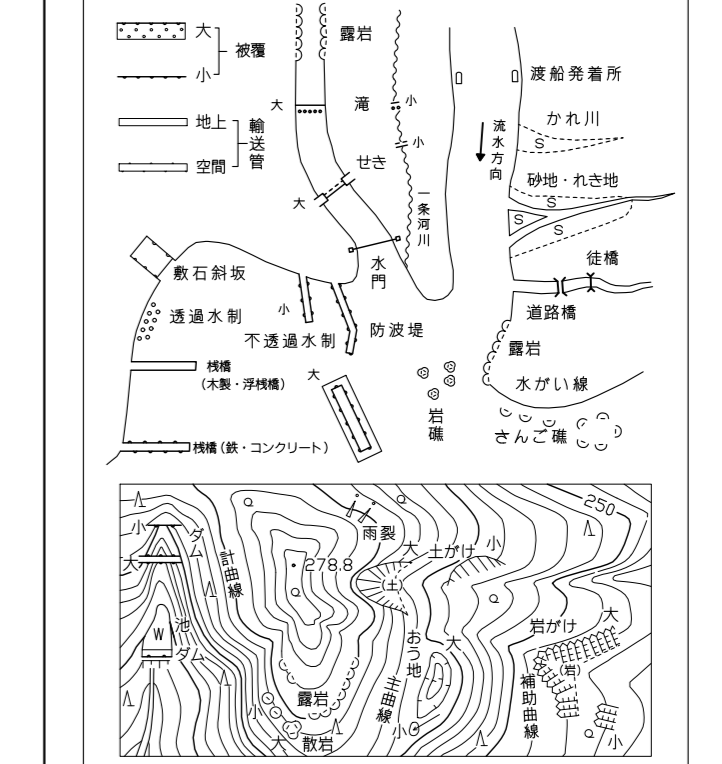 大
小
被覆
地上
空間
輸送管
露岩
大
滝
小
小
せき
大
一条河川
水門
流水方向
渡船発着所
かれ川
S
砂地・れき地
S
S
S
徒橋
道路橋
露岩
水がい線
さんご礁
岩礁
敷石斜坂
透過水制
小
不透過水制
防波堤
桟橋
(木製・浮桟橋)
大
桟橋(鉄・コンクリート)
小
ダム
大
W
池
ダム
計曲線
278.8
雨裂
大
土がけ
小
(土)
250
おう地
大
小
主曲線
岩がけ
大
(岩)
小
補助曲線
露岩
小
大
散岩